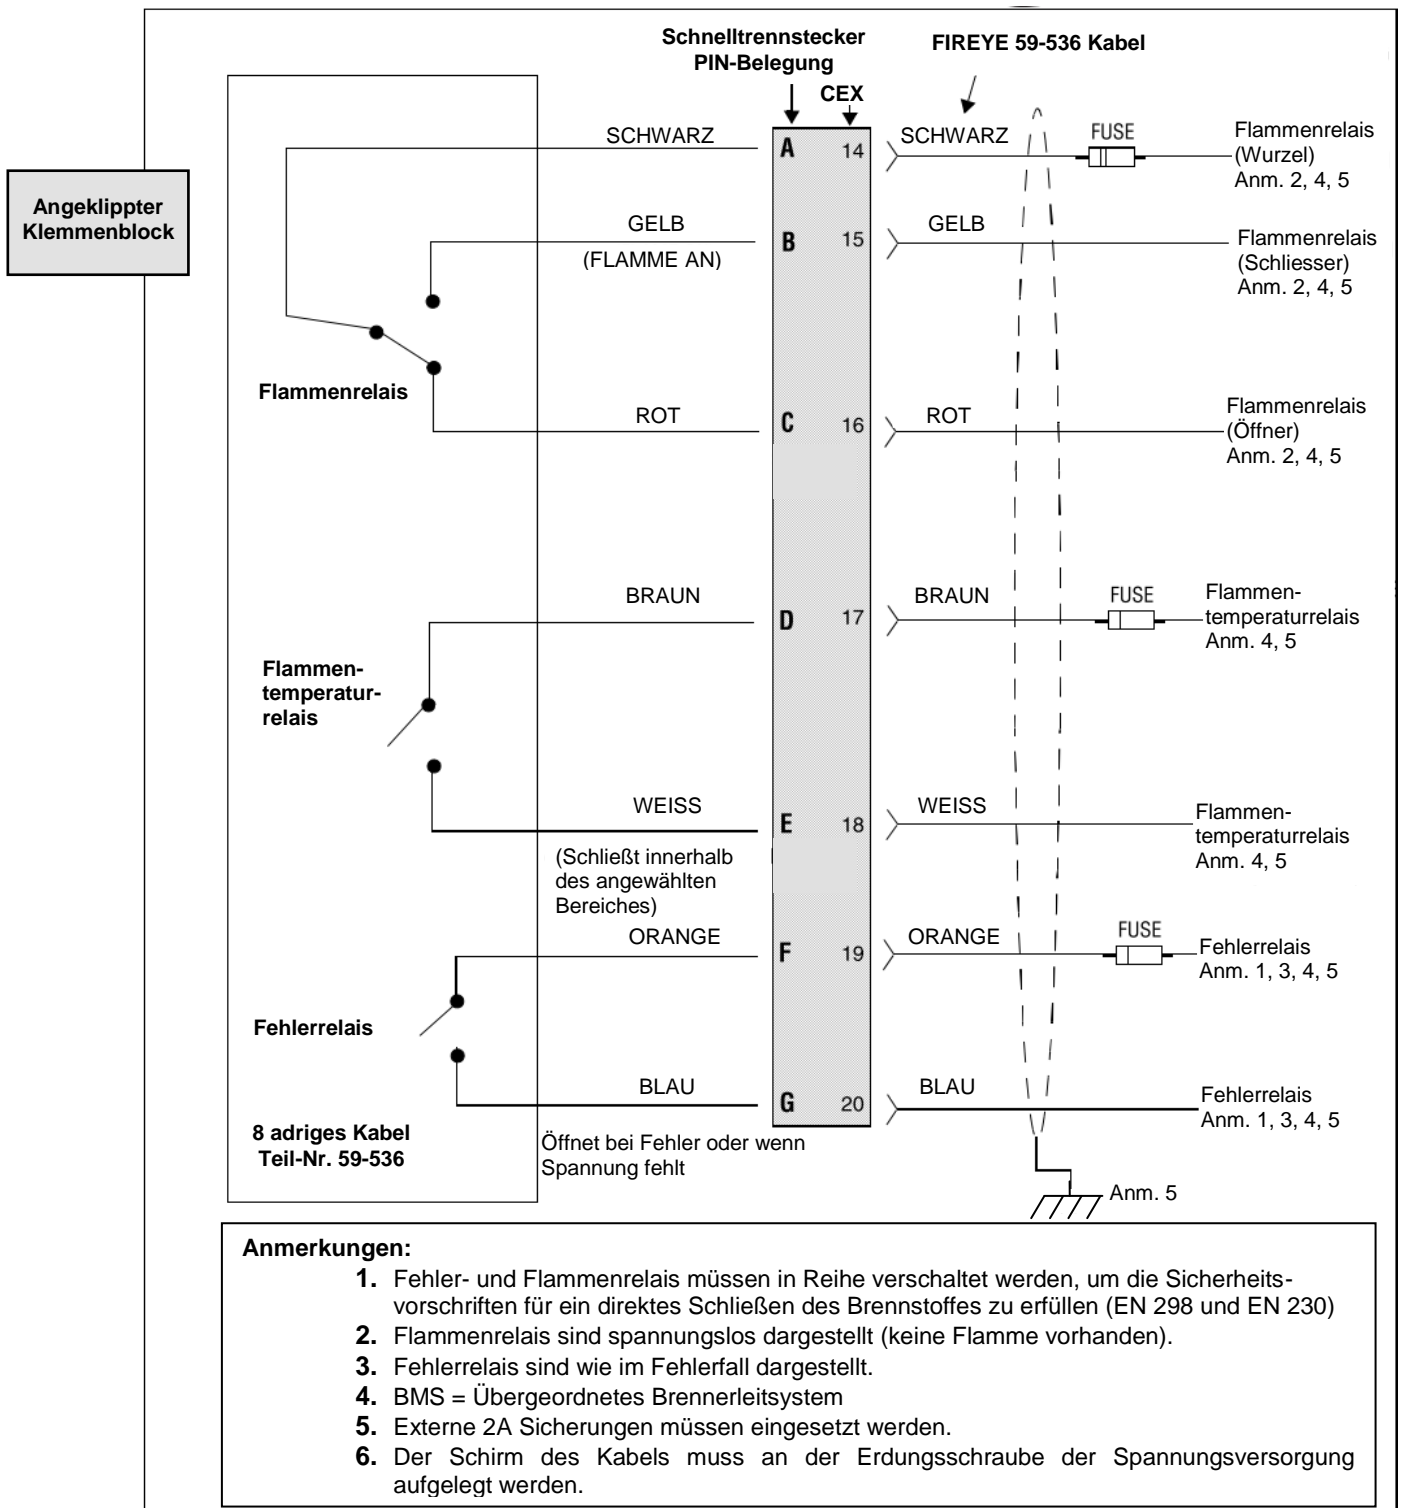 Schnelltrennstecker
PIN-Belegung
FIREYE 59-536 Kabel
CEX
Angeklippter
Klemmenblock
SCHWARZ
A 14
SCHWARZ
FUSE
Flammenrelais
(Wurzel)
Anm. 2, 4, 5
GELB
(FLAMME AN)
B 15
GELB
Flammenrelais
(Schliesser)
Anm. 2, 4, 5
Flammenrelais
ROT
C 16
ROT
Flammenrelais
(Öffner)
Anm. 2, 4, 5
BRAUN
D 17
BRAUN
FUSE
Flammen-
temperaturrelais
Anm. 4, 5
Flammen-
temperatur-
relais
WEISS
E 18
WEISS
Flammen-
temperaturrelais
Anm. 4, 5
(Schließt innerhalb
des angewählten
Bereiches)
ORANGE
F 19
ORANGE
FUSE
Fehlerrelais
Anm. 1, 3, 4, 5
Fehlerrelais
BLAU
G 20
BLAU
Fehlerrelais
Anm. 1, 3, 4, 5
8 adriges Kabel
Teil-Nr. 59-536
Öffnet bei Fehler oder wenn
Spannung fehlt
Anm. 5
Anmerkungen:
1. Fehler- und Flammenrelais müssen in Reihe verschaltet werden, um die Sicherheits-
vorschriften für ein direktes Schließen des Brennstoffes zu erfüllen (EN 298 und EN 230)
2. Flammenrelais sind spannungslos dargestellt (keine Flamme vorhanden).
3. Fehlerrelais sind wie im Fehlerfall dargestellt.
4. BMS = Übergeordnetes Brennerleitsystem
5. Externe 2A Sicherungen müssen eingesetzt werden.
6. Der Schirm des Kabels muss an der Erdungsschraube der Spannungsversorgung
aufgelegt werden.